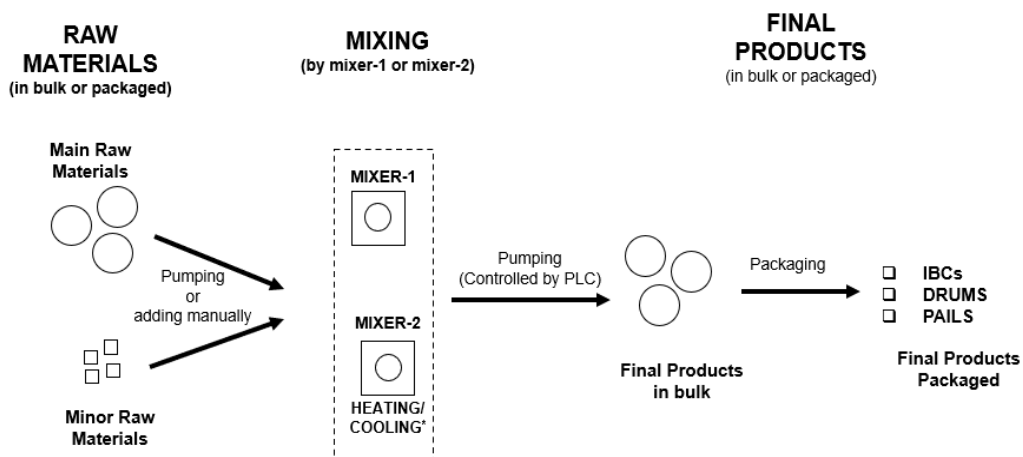 RAW
MATERIALS
(in bulk or packaged)
MIXING
(by mixer-1 or mixer-2)
FINAL
PRODUCTS
(in bulk or packaged)
Main Raw
Materials
Pumping
or
adding manually
Minor Raw
Materials
MIXER-1
MIXER-2
HEATING/
COOLING*
Pumping
(Controlled by PLC)
Final Products
in bulk
Packaging
IBCs
DRUMS
PAILS
Final Products
Packaged